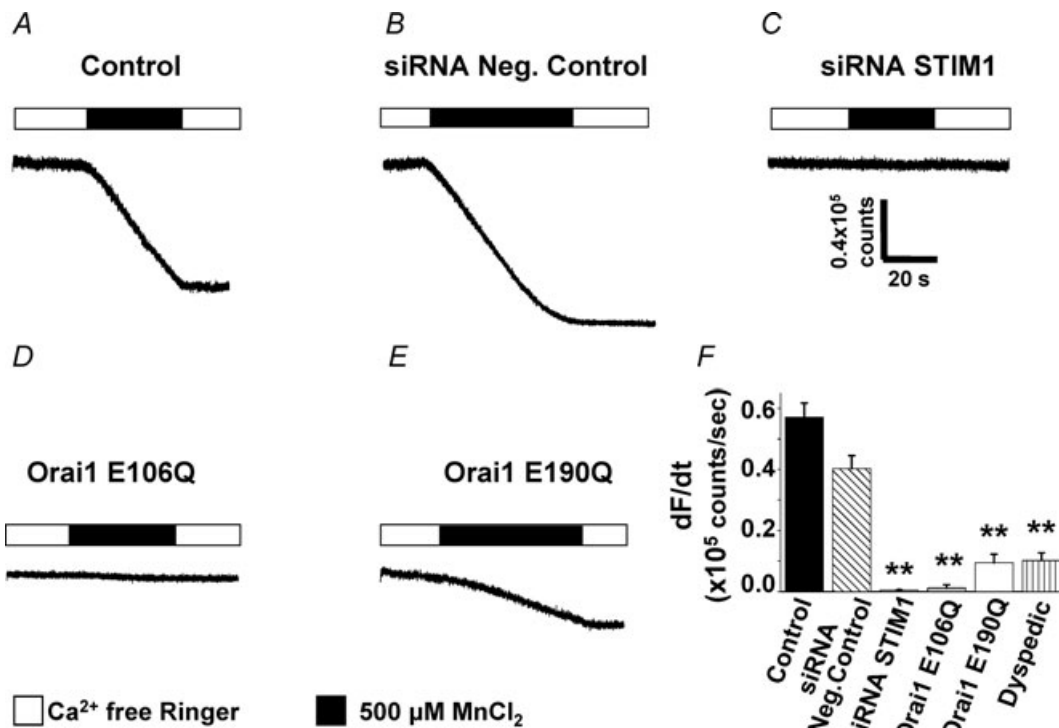 A
Control
B
siRNA Neg. Control
C
siRNA STIM1
0.4x10⁵
counts
20 s
D
Orai1 E106Q
E
Orai1 E190Q
F
dF/dt
(x10⁵ counts/sec)
0.6
0.4
0.2
0.0
** ** ** **
Control
siRNA
Neg.Control
siRNA STIM1
Orai1 E106Q
Orai1 E190Q
Dyspedic
Ca²⁺ free Ringer
500 µM MnCl₂